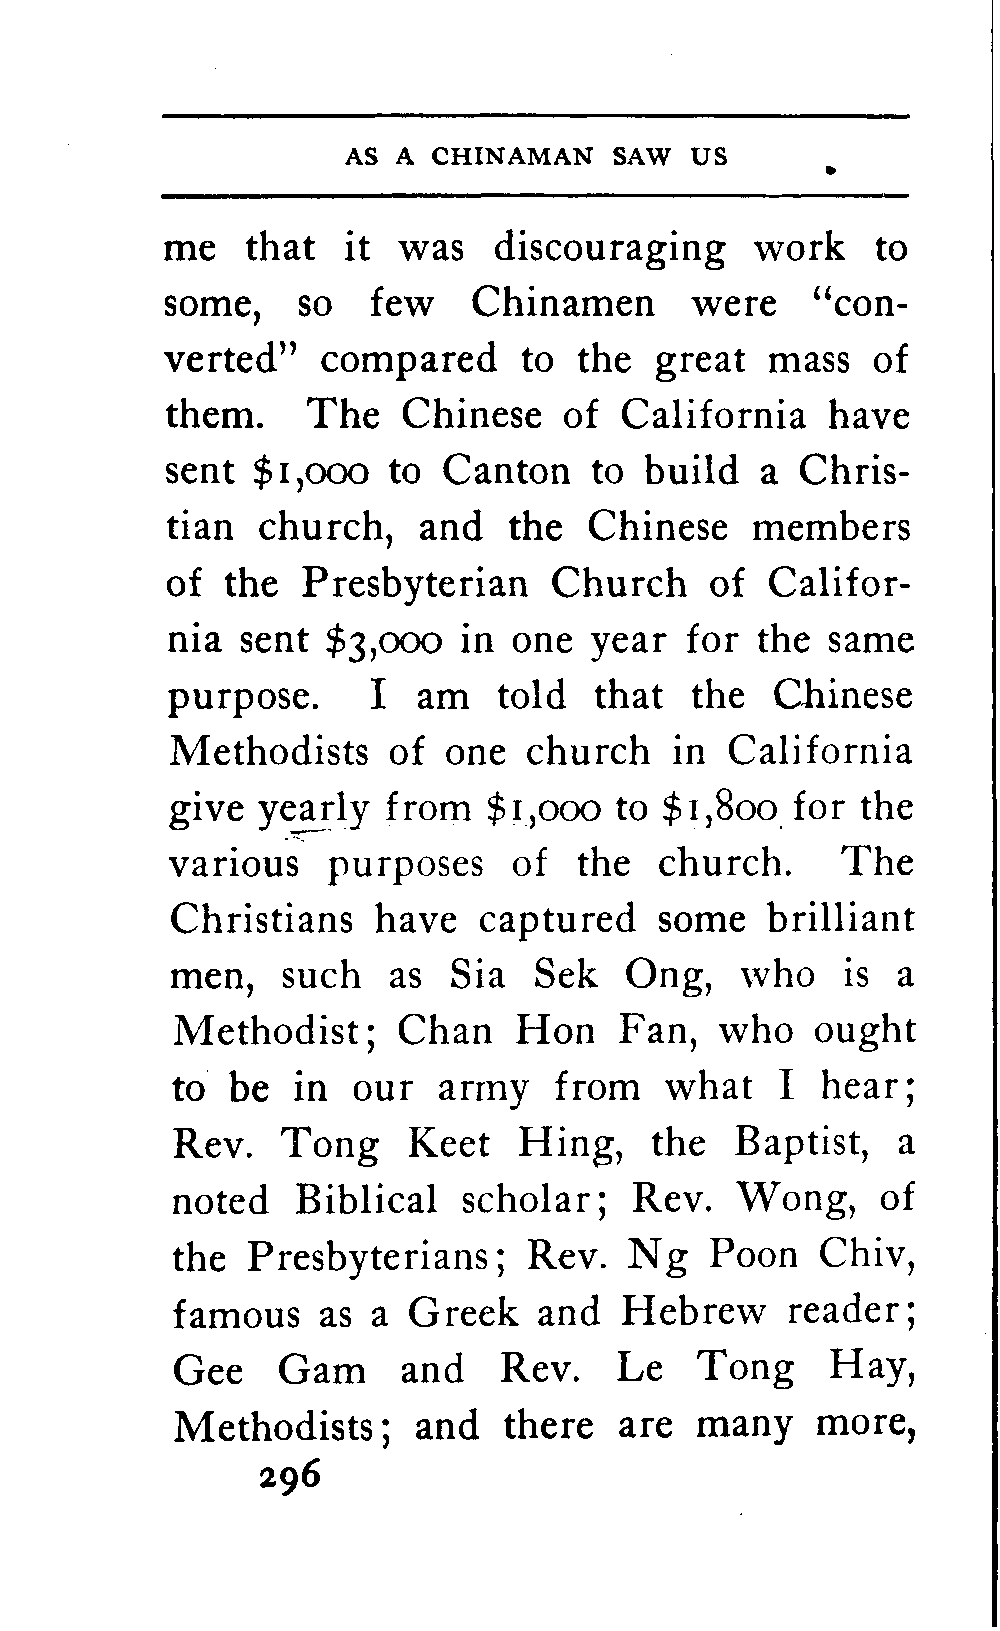 AS A CHINAMAN SAW US
me that it was discouraging work to
some, so few Chinamen were "con-
verted" compared to the great mass of
them. The Chinese of California have
sent $1,000 to Canton to build a Chris-
tian church, and the Chinese members
of the Presbyterian Church of Califor-
nia sent $3,000 in one year for the same
purpose. I am told that the Chinese
Methodists of one church in California
give yearly from $1,000 to $1,800 for the
various purposes of the church. The
Christians have captured some brilliant
men, such as Sia Sek Ong, who is a
Methodist; Chan Hon Fan, who ought
to be in our army from what I hear;
Rev. Tong Keet Hing, the Baptist, a
noted Biblical scholar; Rev. Wong, of
the Presbyterians; Rev. Ng Poon Chiv,
famous as a Greek and Hebrew reader;
Gee Gam and Rev. Le Tong Hay,
Methodists; and there are many more,
296